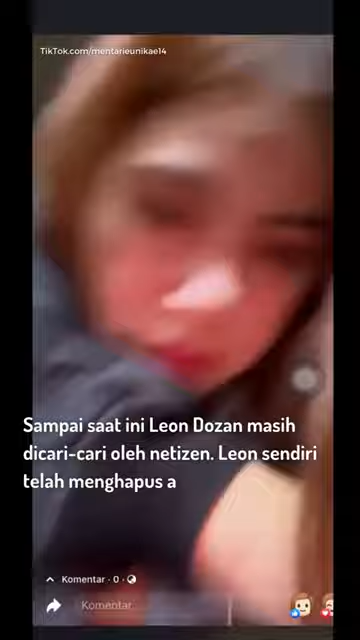 TikTok.com/mentarieunikae14
Sampai saat ini Leon Dozan masih
dicari-cari oleh netizen. Leon sendiri
telah menghapus a
Komentar · 0 ·
Komentar